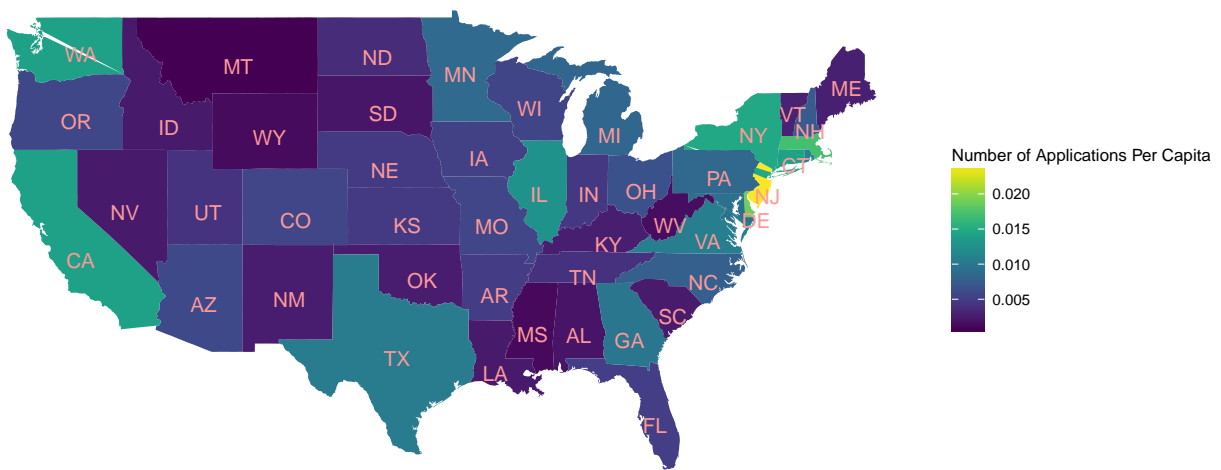 WA
MT
ND
MN
ME
VT
NH
OR
ID
WY
SD
WI
MI
NY
CT
NE
IA
IL
IN
OH
PA
NJ
DE
NV
UT
CO
KS
MO
KY
WV
VA
CA
AZ
NM
OK
AR
TN
NC
TX
LA
MS
AL
GA
SC
FL
Number of Applications Per Capita
0.020
0.015
0.010
0.005